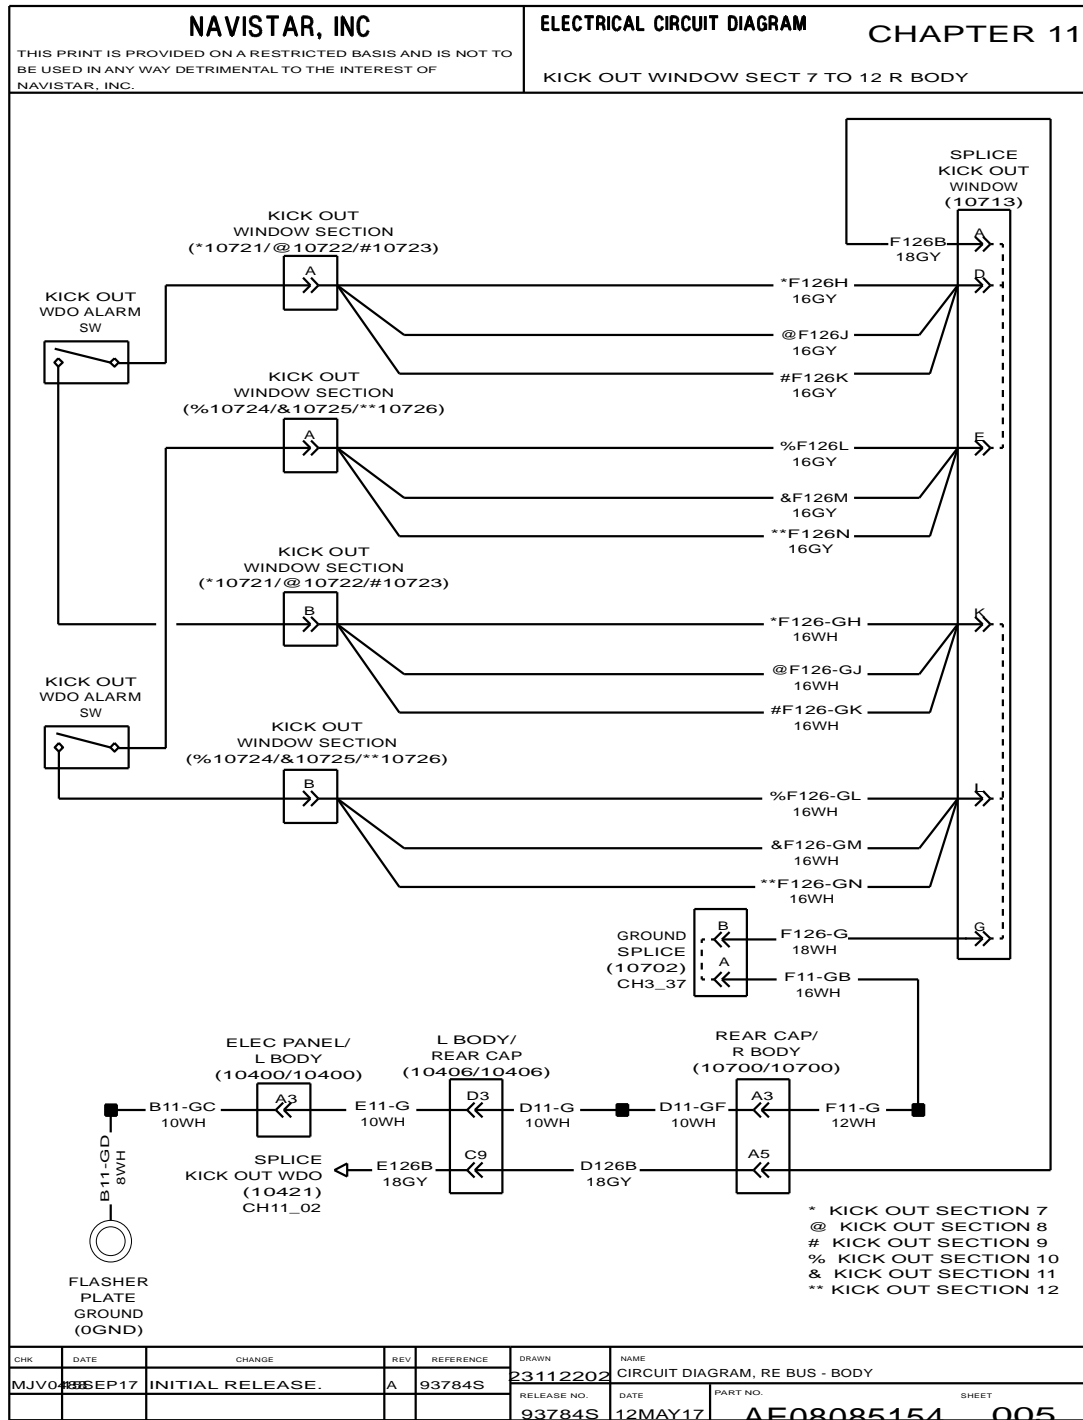 NAVISTAR, INC
THIS PRINT IS PROVIDED ON A RESTRICTED BASIS AND IS NOT TO
BE USED IN ANY WAY DETRIMENTAL TO THE INTEREST OF
NAVISTAR, INC.
ELECTRICAL CIRCUIT DIAGRAM
CHAPTER 11
KICK OUT WINDOW SECT 7 TO 12 R BODY
SPLICE
KICK OUT
WINDOW
(10713)
A
F126B
18GY
KICK OUT
WINDOW SECTION
(*10721/@10722/#10723)
A
*F126H
16GY
D
KICK OUT
WDO ALARM
SW
@F126J
16GY
#F126K
16GY
KICK OUT
WINDOW SECTION
(%10724/&10725/**10726)
A
%F126L
16GY
E
&F126M
16GY
**F126N
16GY
KICK OUT
WINDOW SECTION
(*10721/@10722/#10723)
B
*F126-GH
16WH
K
@F126-GJ
16WH
#F126-GK
16WH
KICK OUT
WDO ALARM
SW
KICK OUT
WINDOW SECTION
(%10724/&10725/**10726)
B
%F126-GL
16WH
L
&F126-GM
16WH
**F126-GN
16WH
GROUND
SPLICE
(10702)
CH3_37
B
F126-G
18WH
G
A
F11-GB
16WH
ELEC PANEL/
L BODY
(10400/10400)
L BODY/
REAR CAP
(10406/10406)
REAR CAP/
R BODY
(10700/10700)
B11-GC
10WH
A3
E11-G
10WH
D3
D11-G
10WH
D11-GF
10WH
A3
F11-G
12WH
B11-GD
8WH
SPLICE
KICK OUT WDO
(10421)
CH11_02
E126B
18GY
C9
D126B
18GY
A5
FLASHER
PLATE
GROUND
(0GND)
* KICK OUT SECTION 7
@ KICK OUT SECTION 8
# KICK OUT SECTION 9
% KICK OUT SECTION 10
& KICK OUT SECTION 11
** KICK OUT SECTION 12
CHK DATE CHANGE REV REFERENCE
INITIAL RELEASE. A 93784S
DRAWN
23112202
NAME
CIRCUIT DIAGRAM, RE BUS - BODY
RELEASE NO.
93784S
DATE
12MAY17
PART NO.
AE08085154
SHEET
005